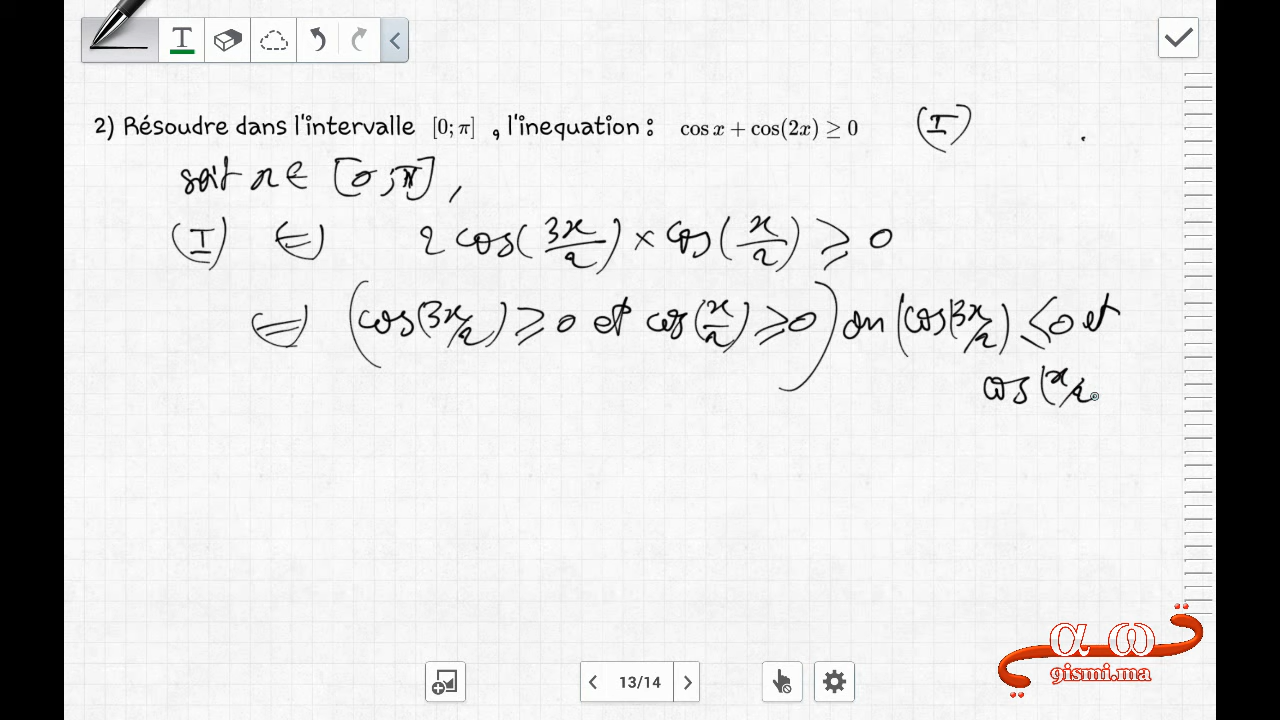 T
2) Résoudre dans l'intervalle [0; π] , l'inequation : cos x + cos(2x) ≥ 0 (I)
soit x ∈ [0 ; π] ,
(I) ⇔ 2 cos(3x/2) × cos(x/2) ≥ 0
⇔ (cos(3x/2) ≥ 0 et cos(x/2) ≥ 0) ou (cos(3x/2) ≤ 0 et
cos(x/2
13/14
α ω
gismi.ma